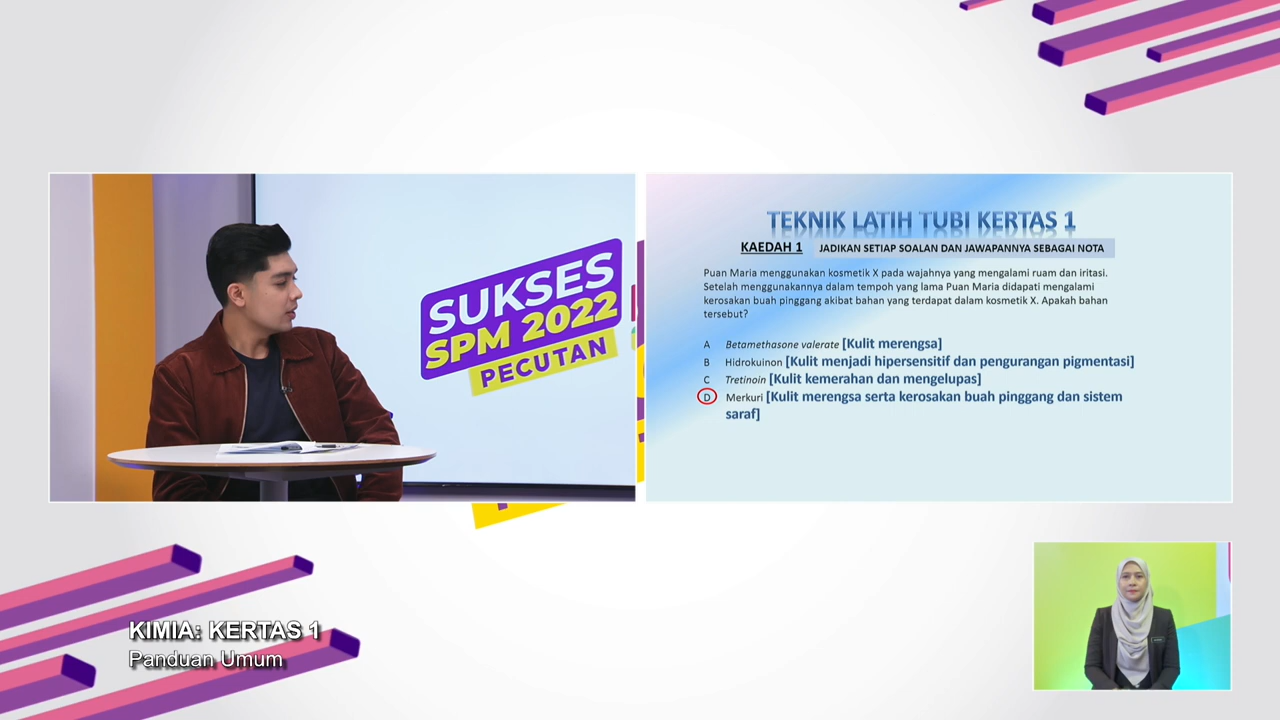 SUKSES
SPM 2022
PECUTAN
TEKNIK LATIH TUBI KERTAS 1
KAEDAH 1 JADIKAN SETIAP SOALAN DAN JAWAPANNYA SEBAGAI NOTA
Puan Maria menggunakan kosmetik X pada wajahnya yang mengalami ruam dan iritasi.
Setelah menggunakannya dalam tempoh yang lama Puan Maria didapati mengalami
kerosakan buah pinggang akibat bahan yang terdapat dalam kosmetik X. Apakah bahan
tersebut?
A Betamethasone valerate [Kulit merengsa]
B Hidrokuinon [Kulit menjadi hipersensitif dan pengurangan pigmentasi]
C Tretinoin [Kulit kemerahan dan mengelupas]
D Merkuri [Kulit merengsa serta kerosakan buah pinggang dan sistem
saraf]
KIMIA: KERTAS 1
Panduan Umum